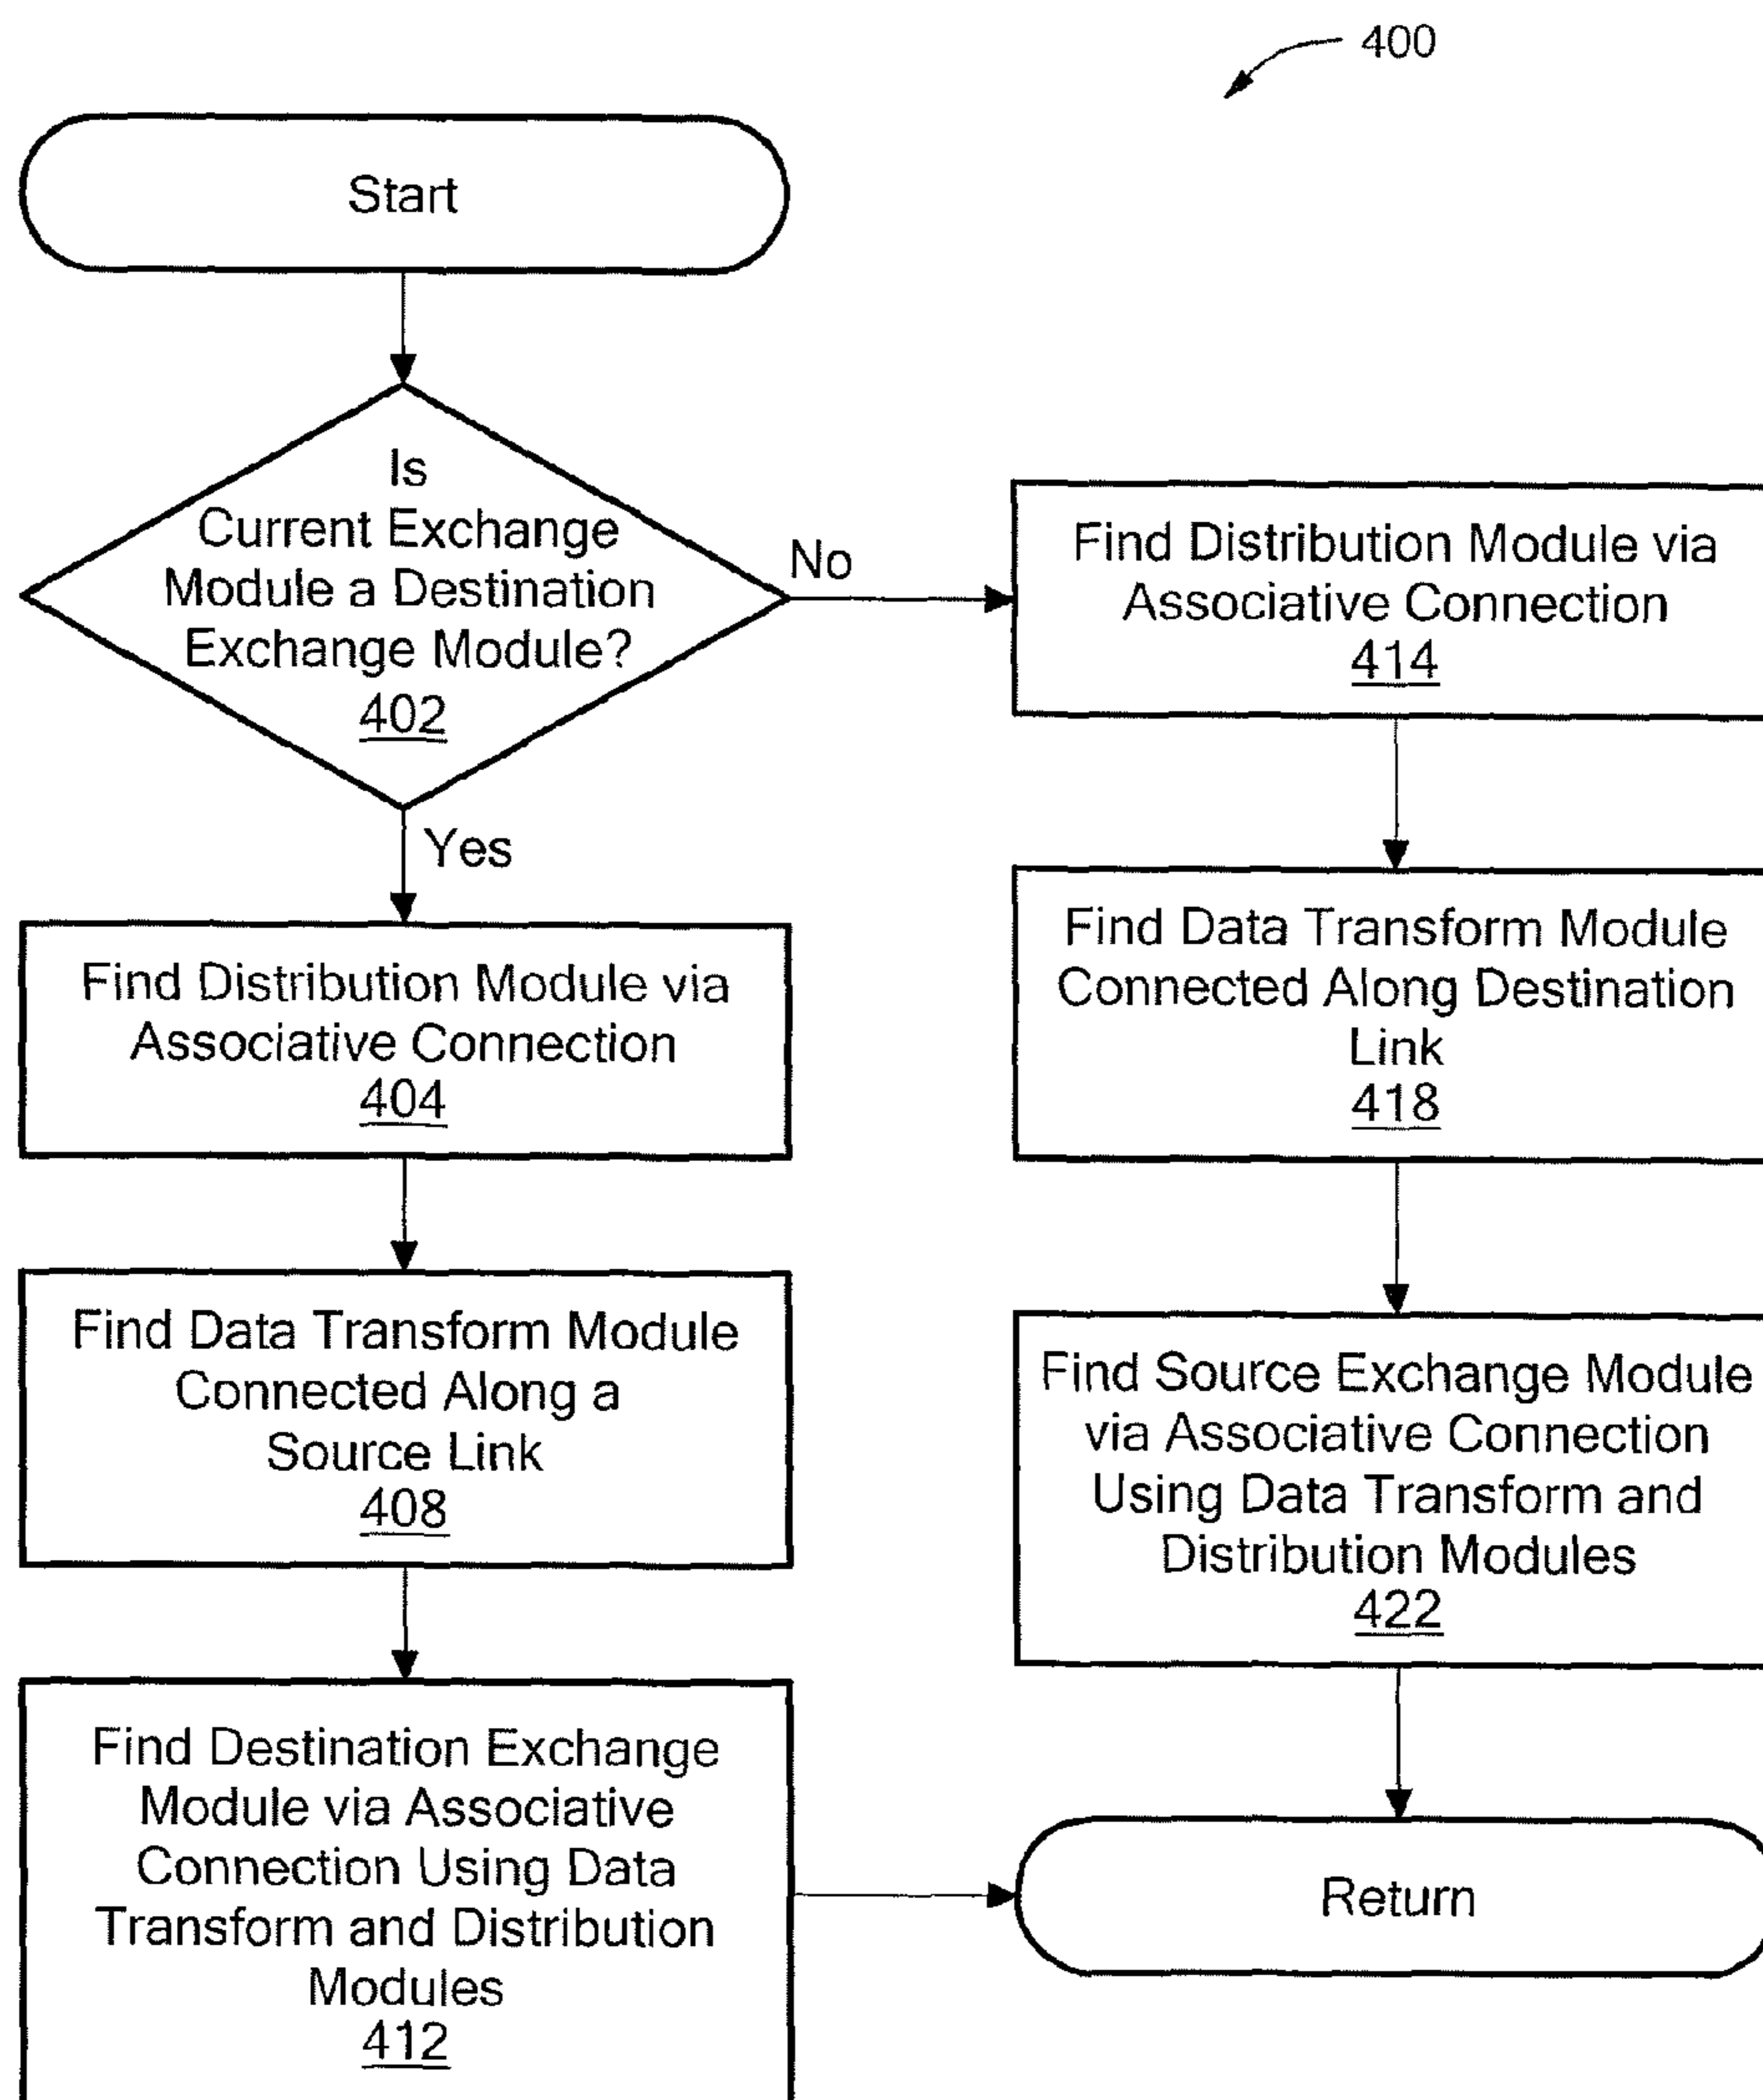 400
Start
Is
Current Exchange
Module a Destination
Exchange Module?
402
No
Yes
Find Distribution Module via
Associative Connection
404
Find Data Transform Module
Connected Along a
Source Link
408
Find Destination Exchange
Module via Associative
Connection Using Data
Transform and Distribution
Modules
412
Find Distribution Module via
Associative Connection
414
Find Data Transform Module
Connected Along Destination
Link
418
Find Source Exchange Module
via Associative Connection
Using Data Transform and
Distribution Modules
422
Return